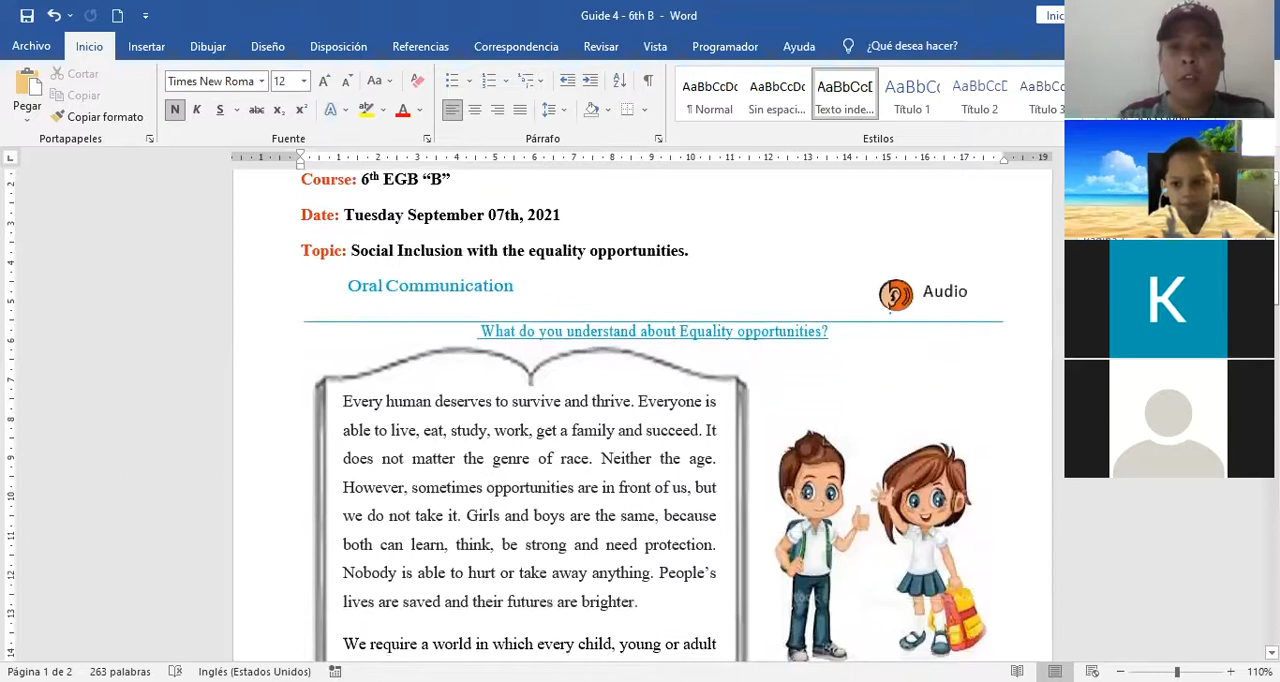 Guide 4 - 6th B - Word
Inic
Archivo Inicio Insertar Dibujar Diseño Disposición Referencias Correspondencia Revisar Vista Programador Ayuda ¿Qué desea hacer?
Pegar
Cortar
Copiar
Copiar formato
Portapapeles
Times New Roma 12
Fuente
Párrafo
AaBbCcDc AaBbCcDc AaBbCcD AaBbCc AaBbCcD AaBbCcD
¶ Normal Sin espaci... Texto inde... Título 1 Título 2 Título 3
Estilos
Course: 6th EGB “B”
Date: Tuesday September 07th, 2021
Topic: Social Inclusion with the equality opportunities.
Oral Communication
Audio
What do you understand about Equality opportunities?
Every human deserves to survive and thrive. Everyone is
able to live, eat, study, work, get a family and succeed. It
does not matter the genre of race. Neither the age.
However, sometimes opportunities are in front of us, but
we do not take it. Girls and boys are the same, because
both can learn, think, be strong and need protection.
Nobody is able to hurt or take away anything. People’s
lives are saved and their futures are brighter.
We require a world in which every child, young or adult
K
Página 1 de 2 263 palabras Inglés (Estados Unidos) 110%